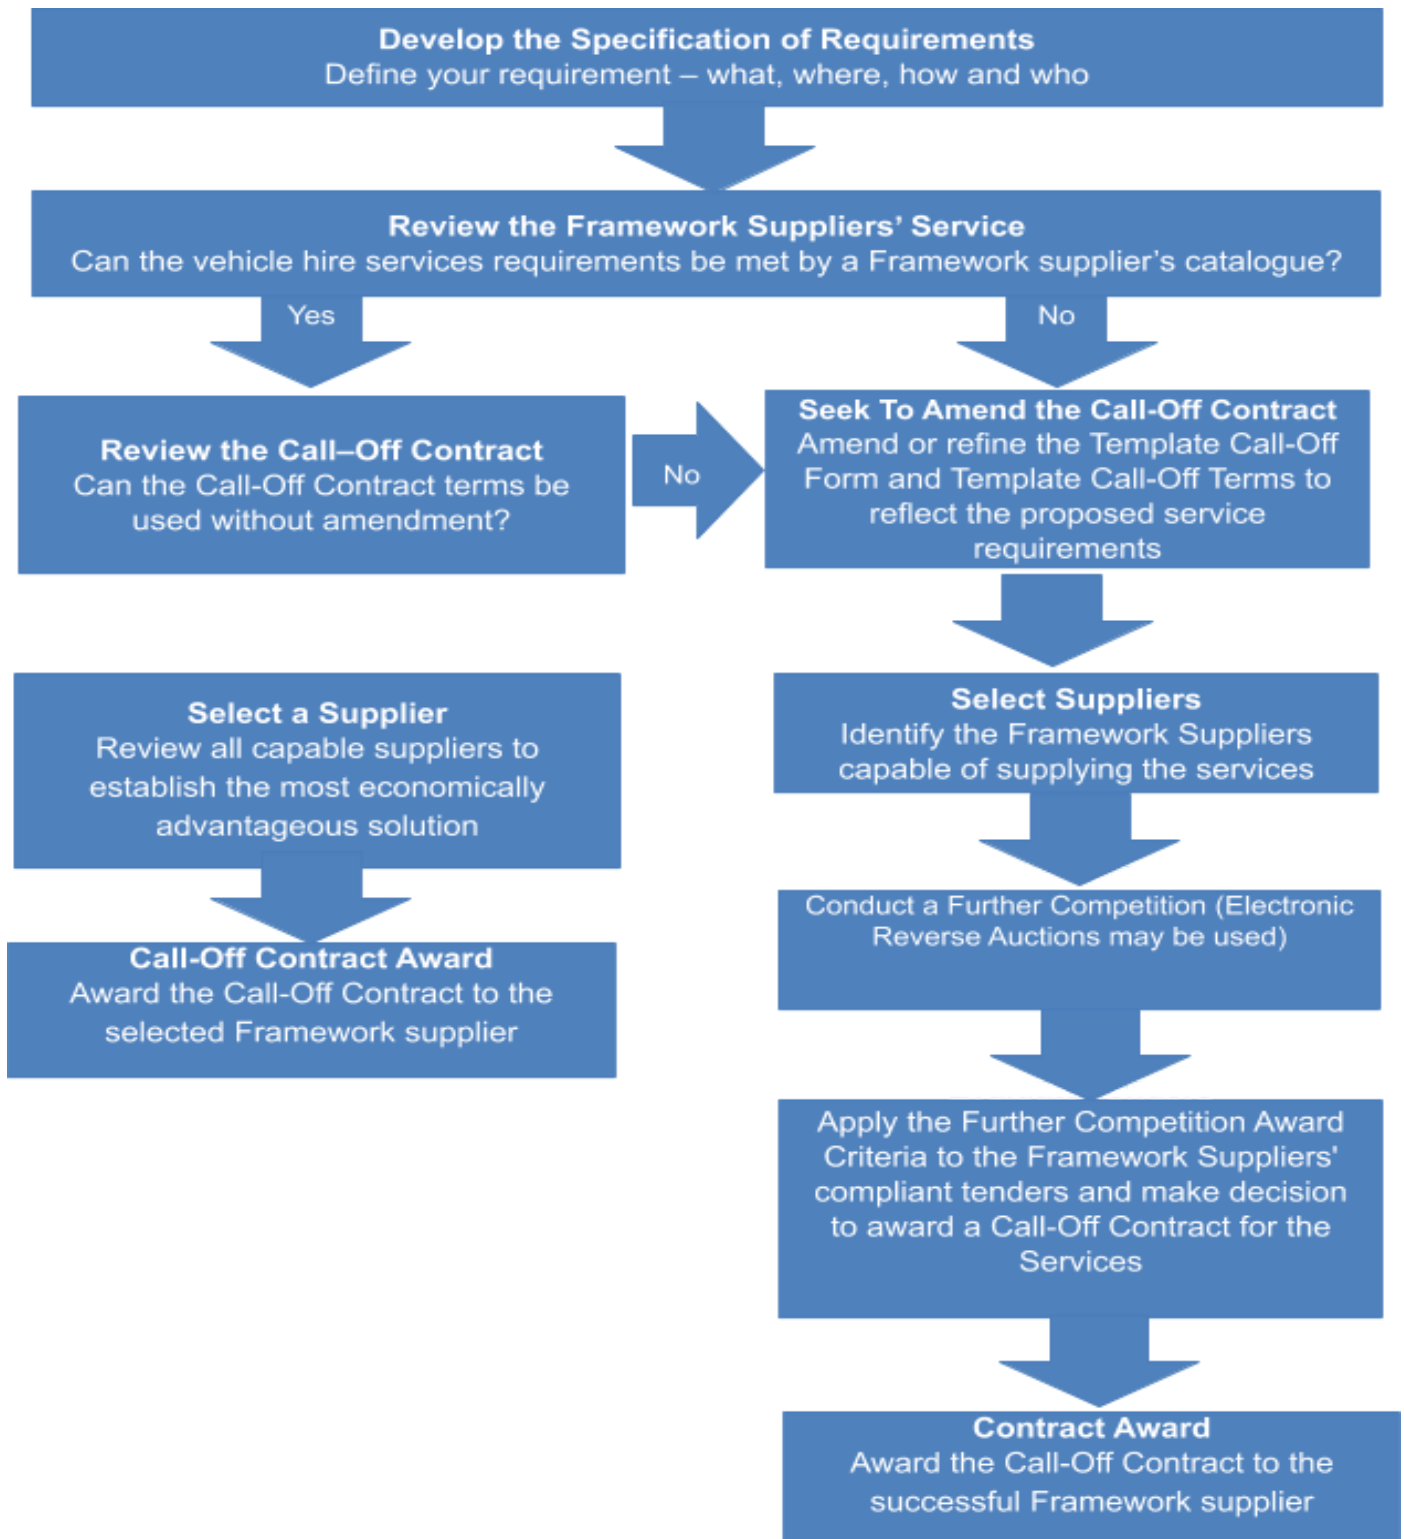 Develop the Specification of Requirements
Define your requirement – what, where, how and who
Review the Framework Suppliers’ Service
Can the vehicle hire services requirements be met by a Framework supplier’s catalogue?
Yes
No
Review the Call–Off Contract
Can the Call-Off Contract terms be
used without amendment?
No
Seek To Amend the Call-Off Contract
Amend or refine the Template Call-Off
Form and Template Call-Off Terms to
reflect the proposed service
requirements
Select a Supplier
Review all capable suppliers to
establish the most economically
advantageous solution
Call-Off Contract Award
Award the Call-Off Contract to the
selected Framework supplier
Select Suppliers
Identify the Framework Suppliers
capable of supplying the services
Conduct a Further Competition (Electronic
Reverse Auctions may be used)
Apply the Further Competition Award
Criteria to the Framework Suppliers'
compliant tenders and make decision
to award a Call-Off Contract for the
Services
Contract Award
Award the Call-Off Contract to the
successful Framework supplier